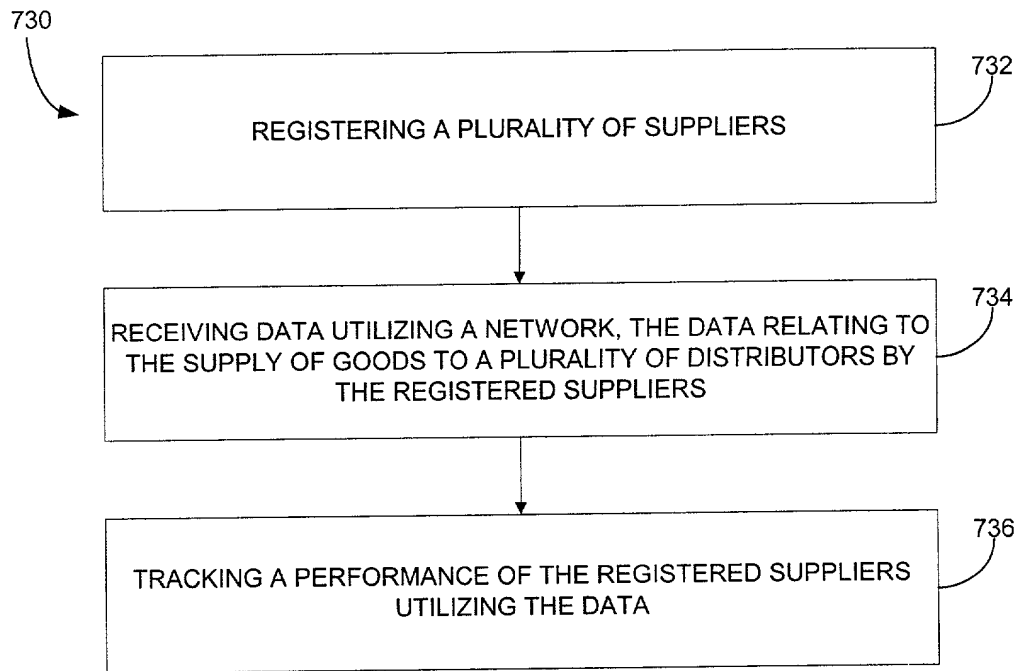 730
732
REGISTERING A PLURALITY OF SUPPLIERS
734
RECEIVING DATA UTILIZING A NETWORK, THE DATA RELATING TO
THE SUPPLY OF GOODS TO A PLURALITY OF DISTRIBUTORS BY
THE REGISTERED SUPPLIERS
736
TRACKING A PERFORMANCE OF THE REGISTERED SUPPLIERS
UTILIZING THE DATA